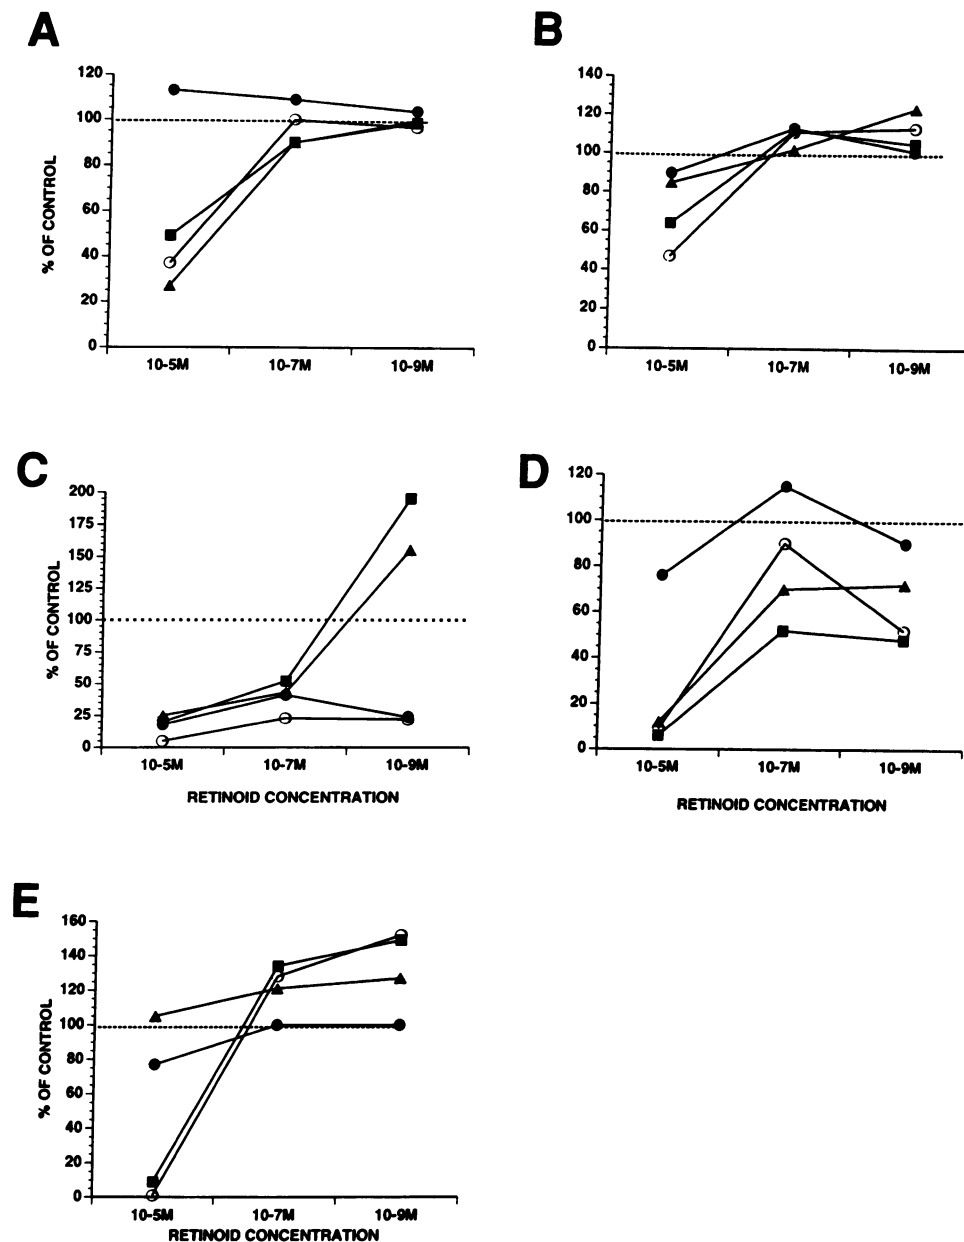 A
120
100
80
60
40
20
0
% OF CONTROL
10-5M 10-7M 10-9M
B
140
120
100
80
60
40
20
0
10-5M 10-7M 10-9M
C
200
175
150
125
100
75
50
25
0
% OF CONTROL
10-5M 10-7M 10-9M
RETINOID CONCENTRATION
D
120
100
80
60
40
20
0
10-5M 10-7M 10-9M
RETINOID CONCENTRATION
E
160
140
120
100
80
60
40
20
0
% OF CONTROL
10-5M 10-7M 10-9M
RETINOID CONCENTRATION